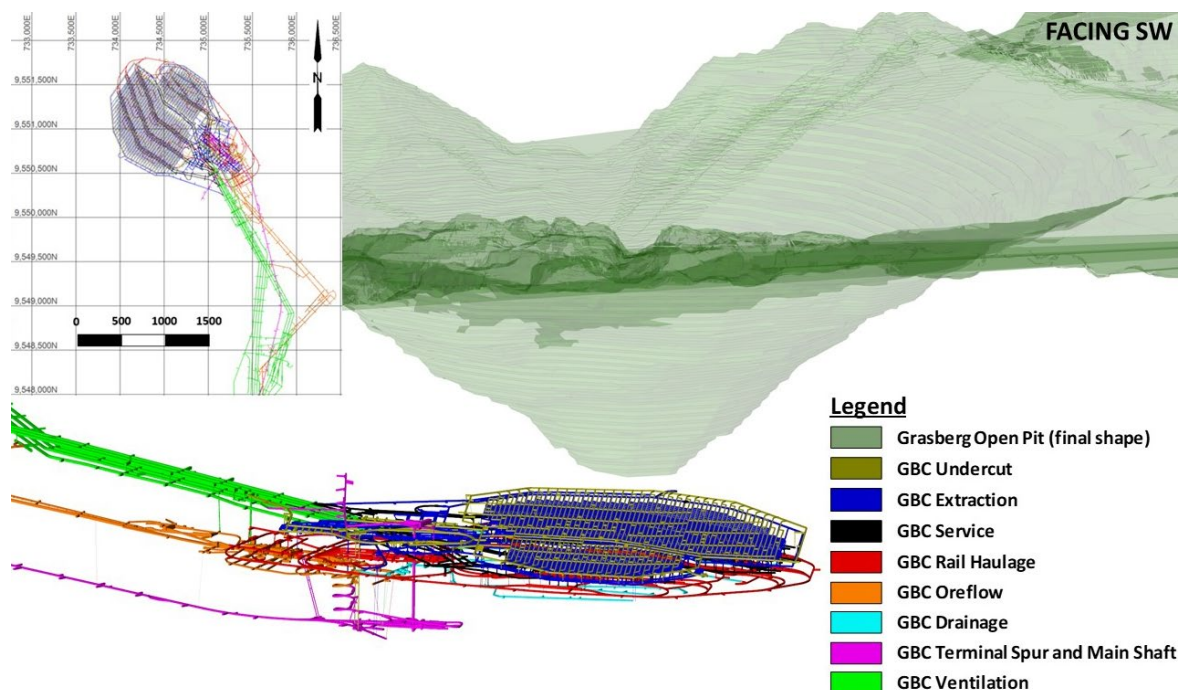 733,000E
733,500E
734,000E
734,500E
735,000E
735,500E
736,000E
736,500E
FACING SW
9,551,500N
N
9,551,000N
9,550,500N
9,550,000N
9,549,500N
9,549,000N
0 500 1000 1500
9,548,500N
9,548,000N
Legend
Grasberg Open Pit (final shape)
GBC Undercut
GBC Extraction
GBC Service
GBC Rail Haulage
GBC Oreflow
GBC Drainage
GBC Terminal Spur and Main Shaft
GBC Ventilation